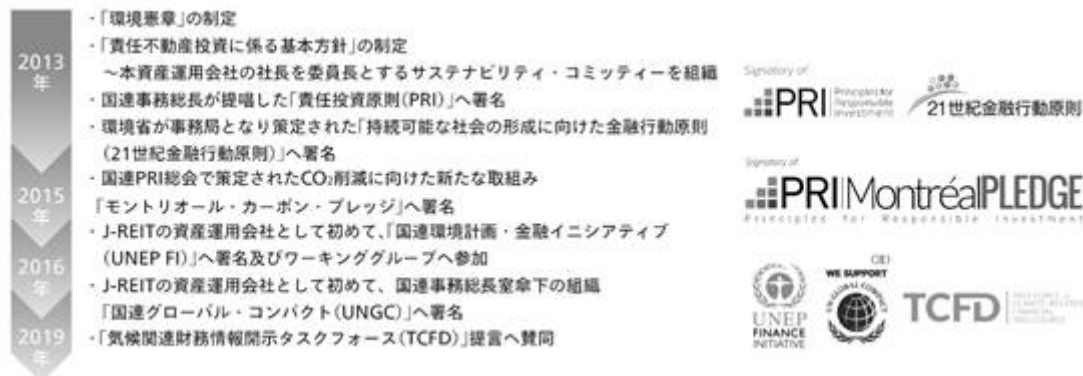 2013
年
・「環境憲章」の制定
・「責任不動産投資に係る基本方針」の制定
～本資産運用会社の社長を委員長とするサステナビリティ・コミッティーを組織
・国連事務総長が提唱した「責任投資原則(PRI)」へ署名
・環境省が事務局となり策定された「持続可能な社会の形成に向けた金融行動原則
(21世紀金融行動原則)」へ署名
2015
年
・国連PRI総会で策定されたCO₂削減に向けた新たな取組み
「モントリオール・カーボン・プレッジ」へ署名
2016
年
・J-REITの資産運用会社として初めて、「国連環境計画・金融イニシアティブ
(UNEP FI)」へ署名及びワーキンググループへ参加
・J-REITの資産運用会社として初めて、国連事務総長室傘下の組織
「国連グローバル・コンパクト(UNGC)」へ署名
2019
年
・「気候関連財務情報開示タスクフォース(TCFD)」提言へ賛同
Signatory of:
PRI Principles for
Responsible
Investment
21世紀金融行動原則
Signatory of
PRI Montréal PLEDGE
Principles for Responsible Investment
UNEP
FINANCE
INITIATIVE
WE SUPPORT
TCFD